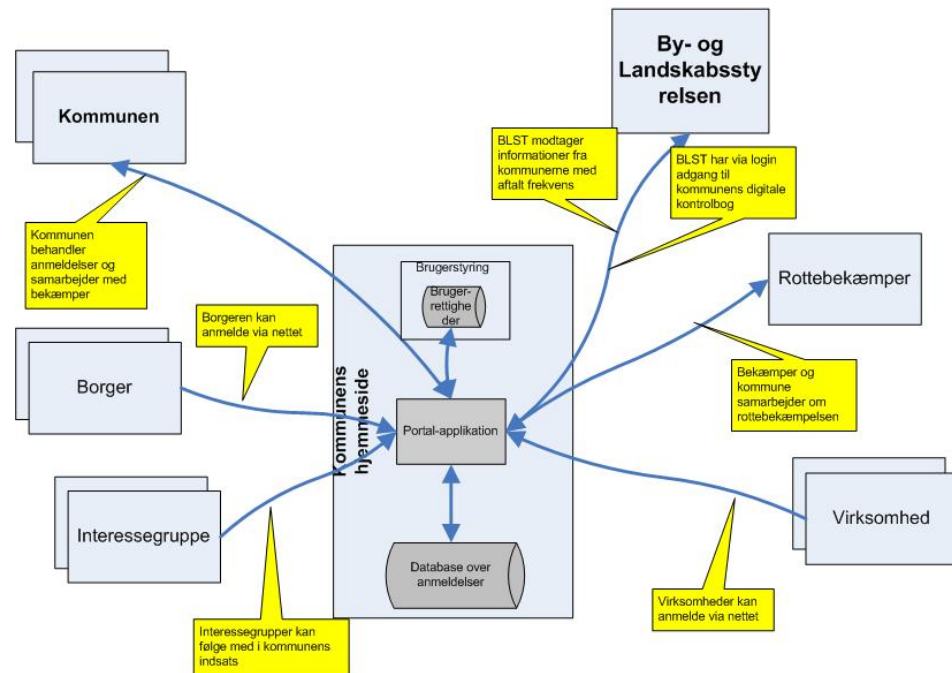 Kommunen
By- og
Landskabssty
relsen
BLST modtager
informationer fra
kommunerne med
aftalt frekvens
BLST har via login
adgang til
kommunens digitale
kontrolbog
Kommunen
behandler
anmeldelser og
samarbejder med
bekæmper
Brugerstyring
Bruger-
rettighe
der
Rottebekæmper
Borgeren kan
anmelde via nettet
Borger
Kommunens
hjemmeside
Portal-applikation
Bekæmper og
kommune
samarbejder om
rottebekæmpelsen
Interessegruppe
Virksomhed
Database over
anmeldelser
Virksomheder kan
anmelde via nettet
Interessegrupper kan
følge med i kommunens
indsats